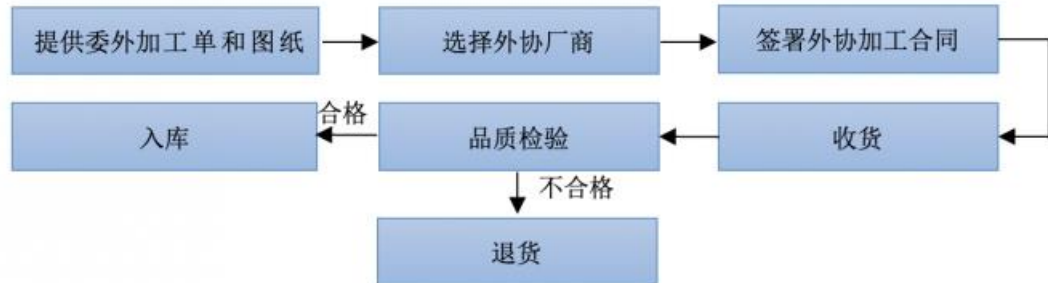 提供委外加工单和图纸
选择外协厂商
签署外协加工合同
入库
合格
品质检验
收货
不合格
退货